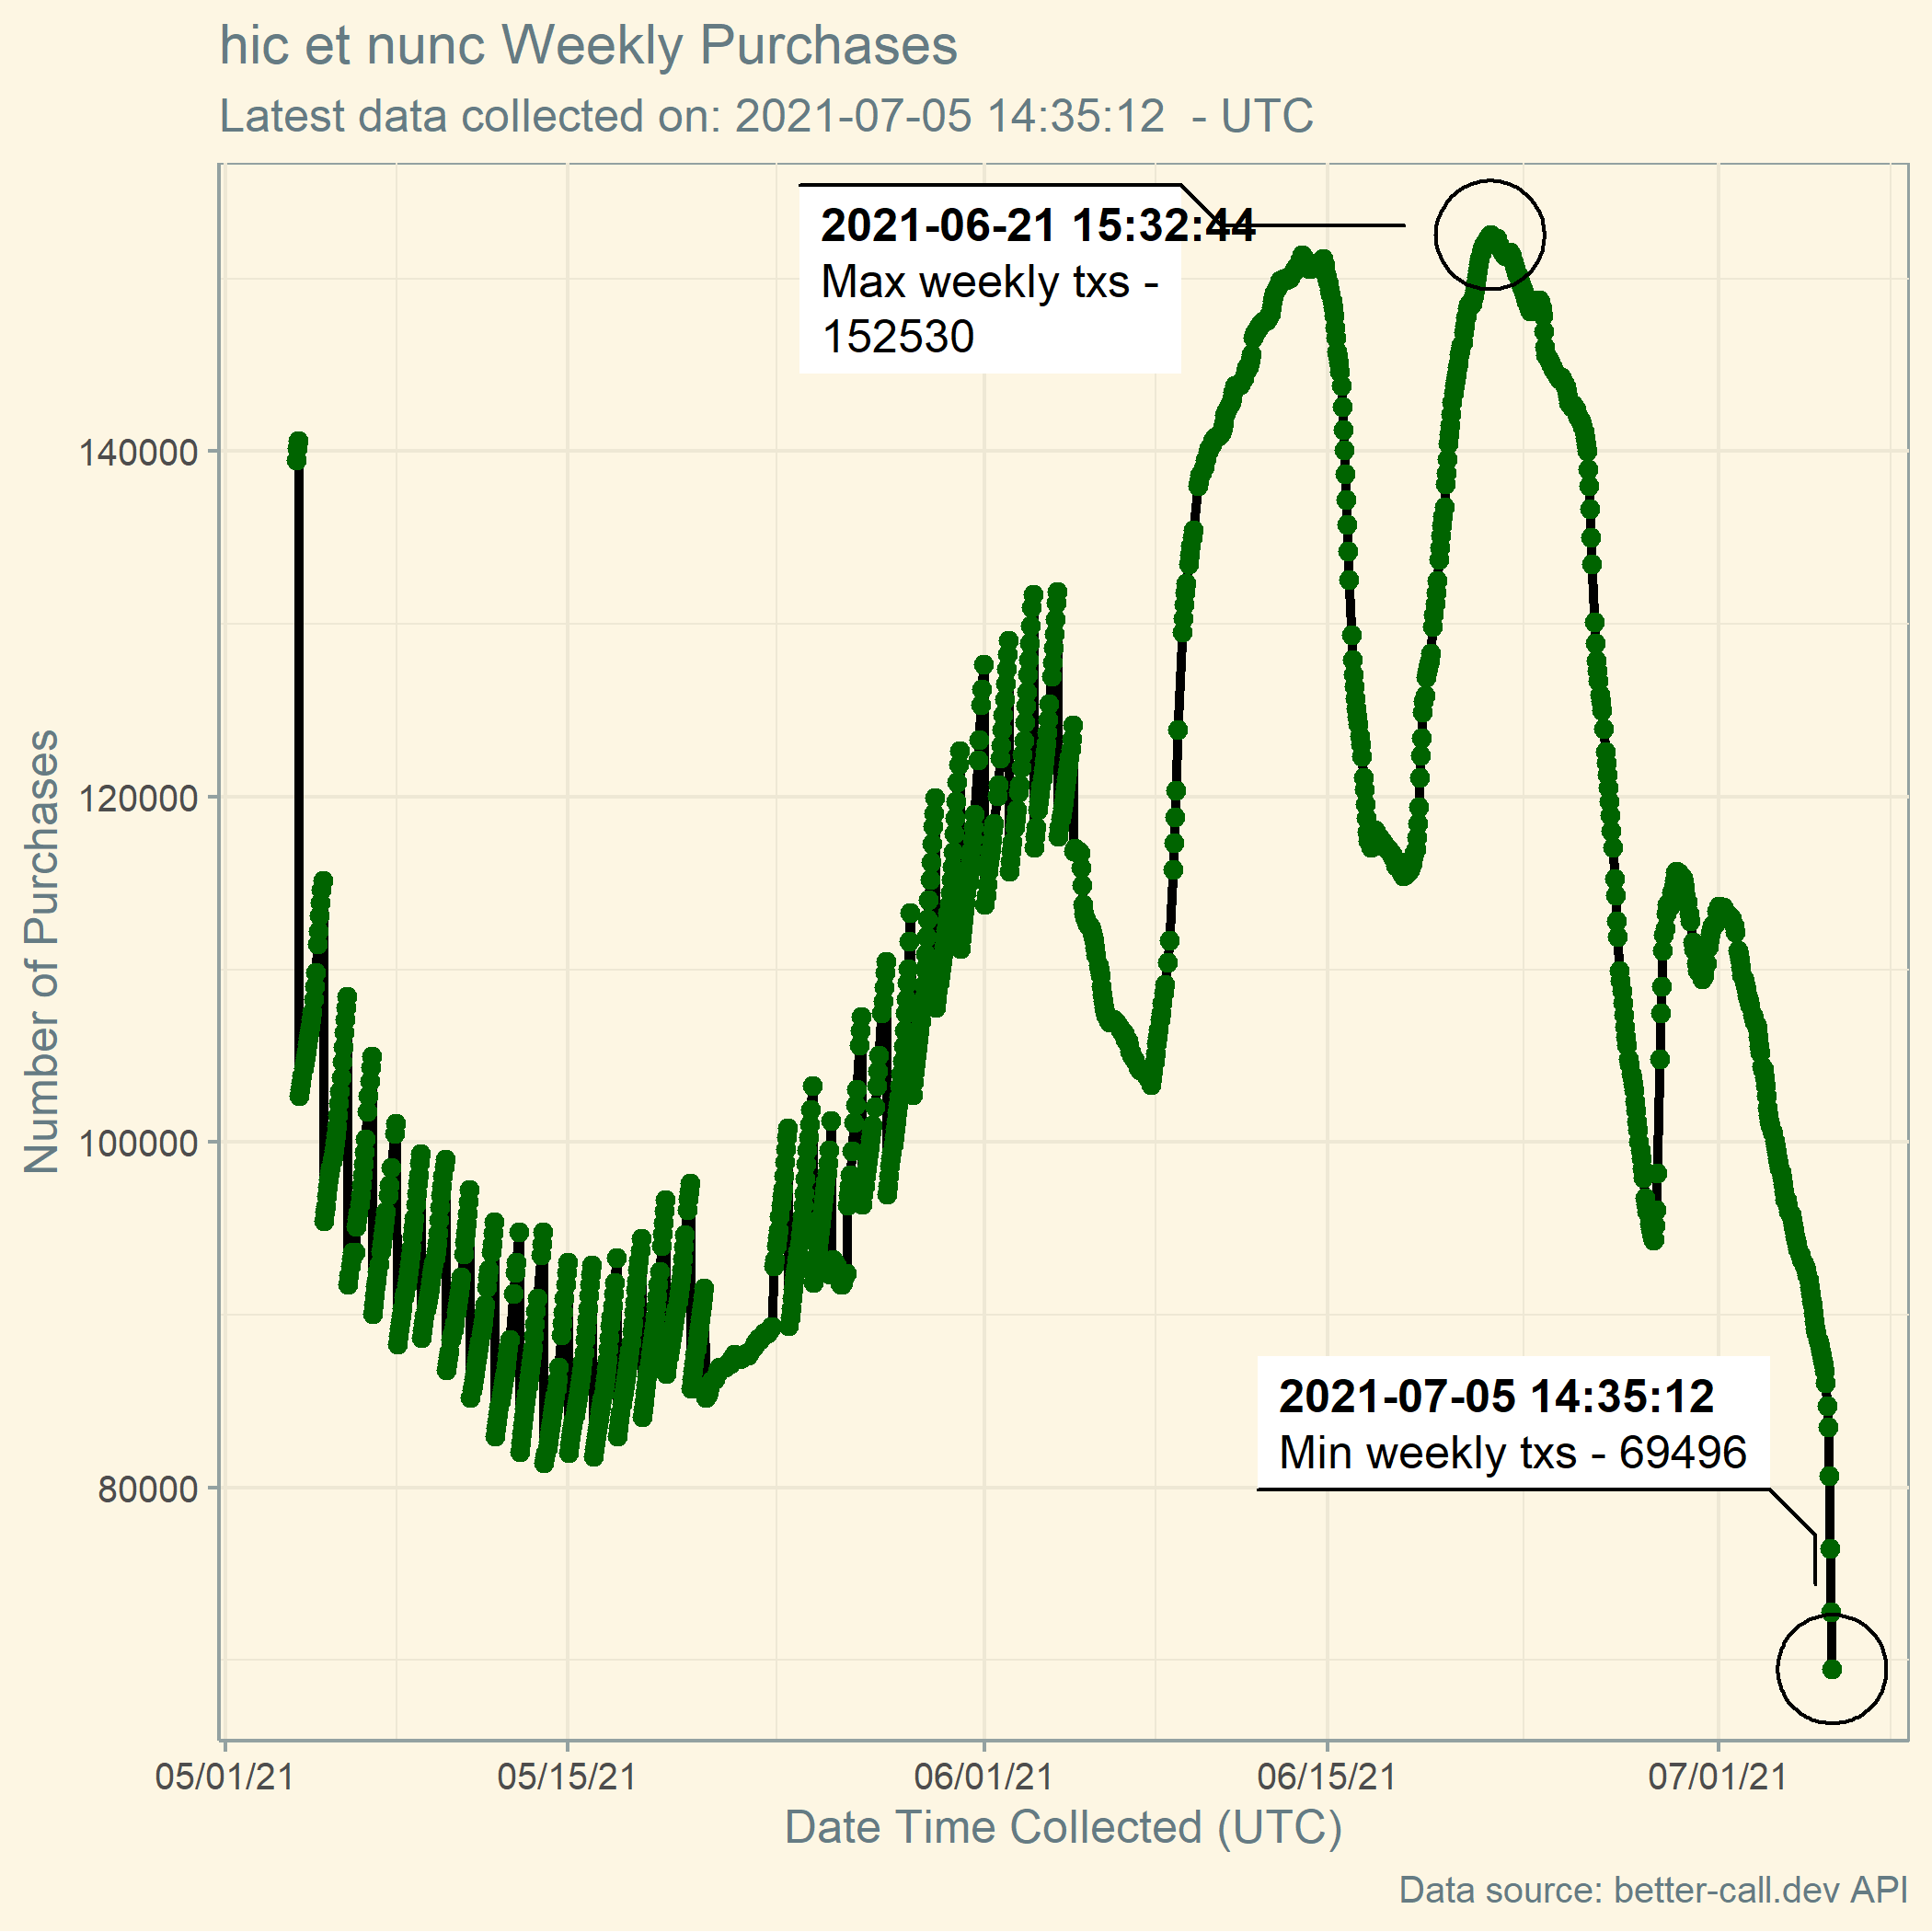 hic et nunc Weekly Purchases
Latest data collected on: 2021-07-05 14:35:12  - UTC
2021-06-21 15:32:44
Max weekly txs -
152530
140000
120000
100000
80000
Number of Purchases
2021-07-05 14:35:12
Min weekly txs - 69496
05/01/21 05/15/21 06/01/21 06/15/21 07/01/21
Date Time Collected (UTC)
Data source: better-call.dev API